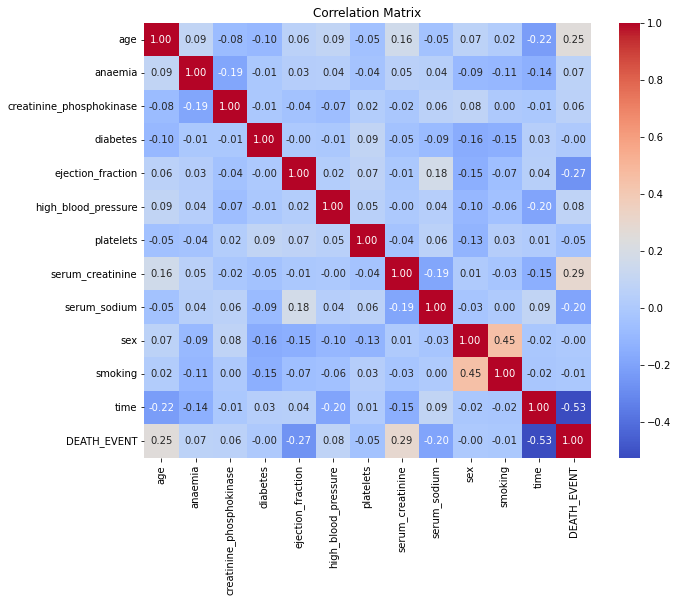 Correlation Matrix
age 1.00 0.09 -0.08 -0.10 0.06 0.09 -0.05 0.16 -0.05 0.07 0.02 -0.22 0.25
anaemia 0.09 1.00 -0.19 -0.01 0.03 0.04 -0.04 0.05 0.04 -0.09 -0.11 -0.14 0.07
creatinine_phosphokinase -0.08 -0.19 1.00 -0.01 -0.04 -0.07 0.02 -0.02 0.06 0.08 0.00 -0.01 0.06
diabetes -0.10 -0.01 -0.01 1.00 -0.00 -0.01 0.09 -0.05 -0.09 -0.16 -0.15 0.03 -0.00
ejection_fraction 0.06 0.03 -0.04 -0.00 1.00 0.02 0.07 -0.01 0.18 -0.15 -0.07 0.04 -0.27
high_blood_pressure 0.09 0.04 -0.07 -0.01 0.02 1.00 0.05 -0.00 0.04 -0.10 -0.06 -0.20 0.08
platelets -0.05 -0.04 0.02 0.09 0.07 0.05 1.00 -0.04 0.06 -0.13 0.03 0.01 -0.05
serum_creatinine 0.16 0.05 -0.02 -0.05 -0.01 -0.00 -0.04 1.00 -0.19 0.01 -0.03 -0.15 0.29
serum_sodium -0.05 0.04 0.06 -0.09 0.18 0.04 0.06 -0.19 1.00 -0.03 0.00 0.09 -0.20
sex 0.07 -0.09 0.08 -0.16 -0.15 -0.10 -0.13 0.01 -0.03 1.00 0.45 -0.02 -0.00
smoking 0.02 -0.11 0.00 -0.15 -0.07 -0.06 0.03 -0.03 0.00 0.45 1.00 -0.02 -0.01
time -0.22 -0.14 -0.01 0.03 0.04 -0.20 0.01 -0.15 0.09 -0.02 -0.02 1.00 -0.53
DEATH_EVENT 0.25 0.07 0.06 -0.00 -0.27 0.08 -0.05 0.29 -0.20 -0.00 -0.01 -0.53 1.00
age
anaemia
creatinine_phosphokinase
diabetes
ejection_fraction
high_blood_pressure
platelets
serum_creatinine
serum_sodium
sex
smoking
time
DEATH_EVENT
1.0
0.8
0.6
0.4
0.2
0.0
−0.2
−0.4